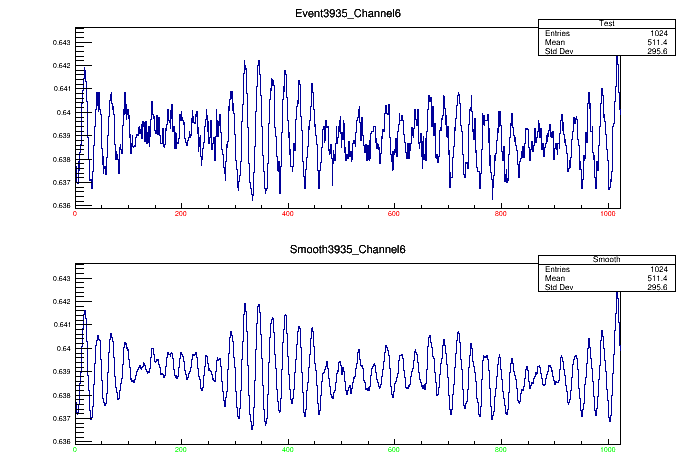 Event3935_Channel6
Test
Entries 1024
Mean 511.4
Std Dev 295.6
0.643
0.642
0.641
0.64
0.639
0.638
0.637
0.636
0 200 400 600 800 1000
Smooth3935_Channel6
Smooth
Entries 1024
Mean 511.4
Std Dev 295.6
0.643
0.642
0.641
0.64
0.639
0.638
0.637
0.636
0 200 400 600 800 1000